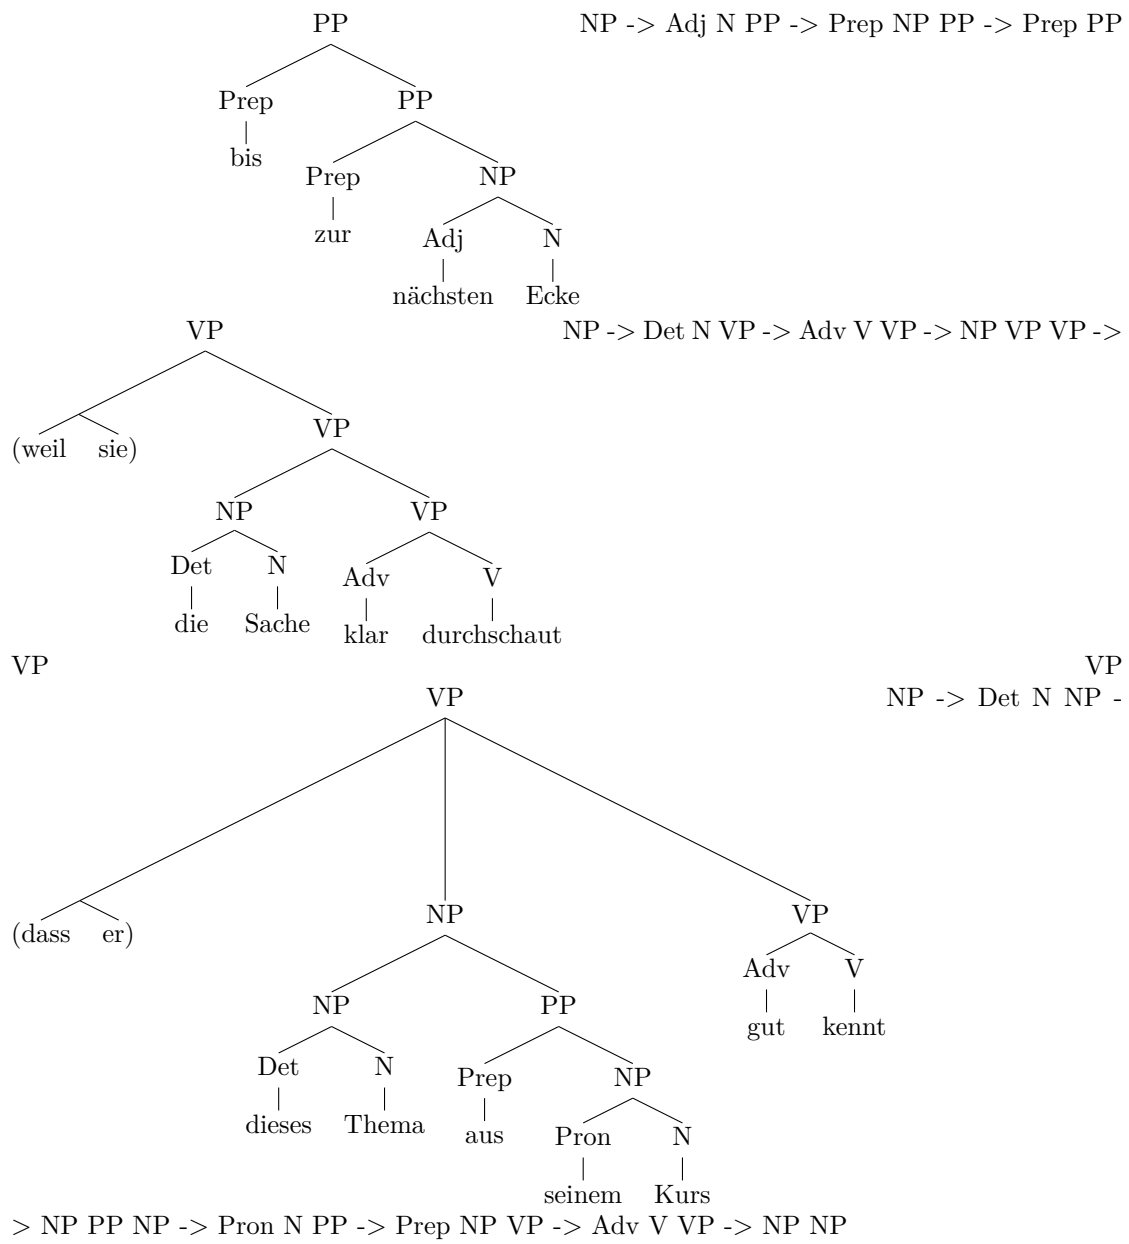 PP NP -> Adj N PP -> Prep NP PP -> Prep PP
Prep PP
bis
Prep NP
zur
Adj N
nächsten Ecke
VP NP -> Det N VP -> Adv V VP -> NP VP VP ->
VP
(weil sie)
NP VP
Det N
Adv V
die Sache
klar durchschaut
VP VP
VP NP -> Det N NP -
NP VP
(dass er)
Adv V
NP PP
gut kennt
Det N
Prep NP
dieses Thema
aus
Pron N
seinem Kurs
> NP PP NP -> Pron N PP -> Prep NP VP -> Adv V VP -> NP NP